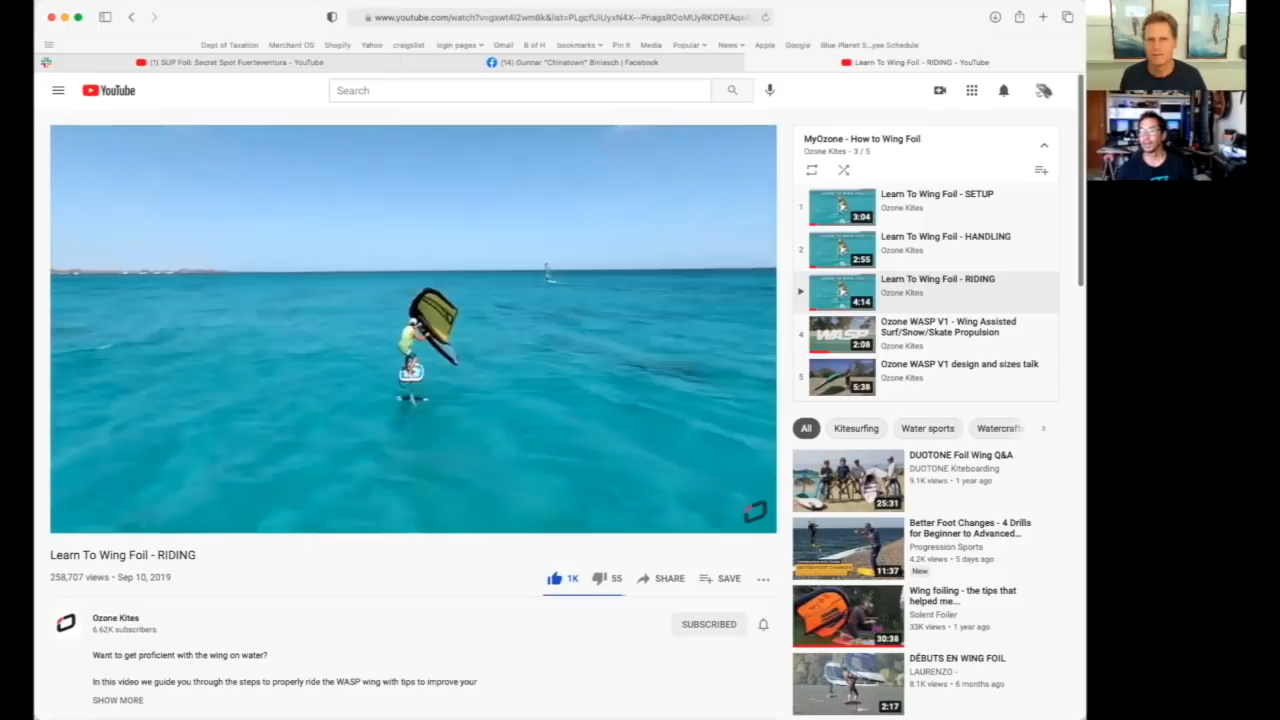 Dept of Taxation Merchant OS Shopify Yahoo craigslist login pages Gmail B of H bookmarks Pin It Media Popular News Apple Google Blue Planet S...yee Schedule
(1) SUP Foil: Secret Spot Fuerteventura - YouTube
(14) Gunnar "Chinatown" Biniasch | Facebook
Learn To Wing Foil - RIDING - YouTube
YouTube
Search
MyOzone - How to Wing Foil
Ozone Kites - 3 / 5
1
Learn To Wing Foil - SETUP
Ozone Kites
3:04
2
Learn To Wing Foil - HANDLING
Ozone Kites
2:55
Learn To Wing Foil - RIDING
Ozone Kites
4:14
4
WASP
Ozone WASP V1 - Wing Assisted
Surf/Snow/Skate Propulsion
Ozone Kites
2:08
5
Ozone WASP V1 design and sizes talk
Ozone Kites
5:38
All
Kitesurfing
Water sports
Watercraft
DUOTONE Foil Wing Q&A
DUOTONE Kiteboarding
9.1K views • 1 year ago
25:31
Better Foot Changes - 4 Drills
for Beginner to Advanced...
Progression Sports
4.2K views • 5 days ago
New
11:37
Wing foiling - the tips that
helped me...
Solent Foiler
33K views • 1 year ago
30:38
DÉBUTS EN WING FOIL
LAURENZO -
8.1K views • 6 months ago
2:17
Learn To Wing Foil - RIDING
258,707 views • Sep 10, 2019
1K
55
SHARE
SAVE
Ozone Kites
6.62K subscribers
SUBSCRIBED
Want to get proficient with the wing on water?
In this video we guide you through the steps to properly ride the WASP wing with tips to improve your
SHOW MORE